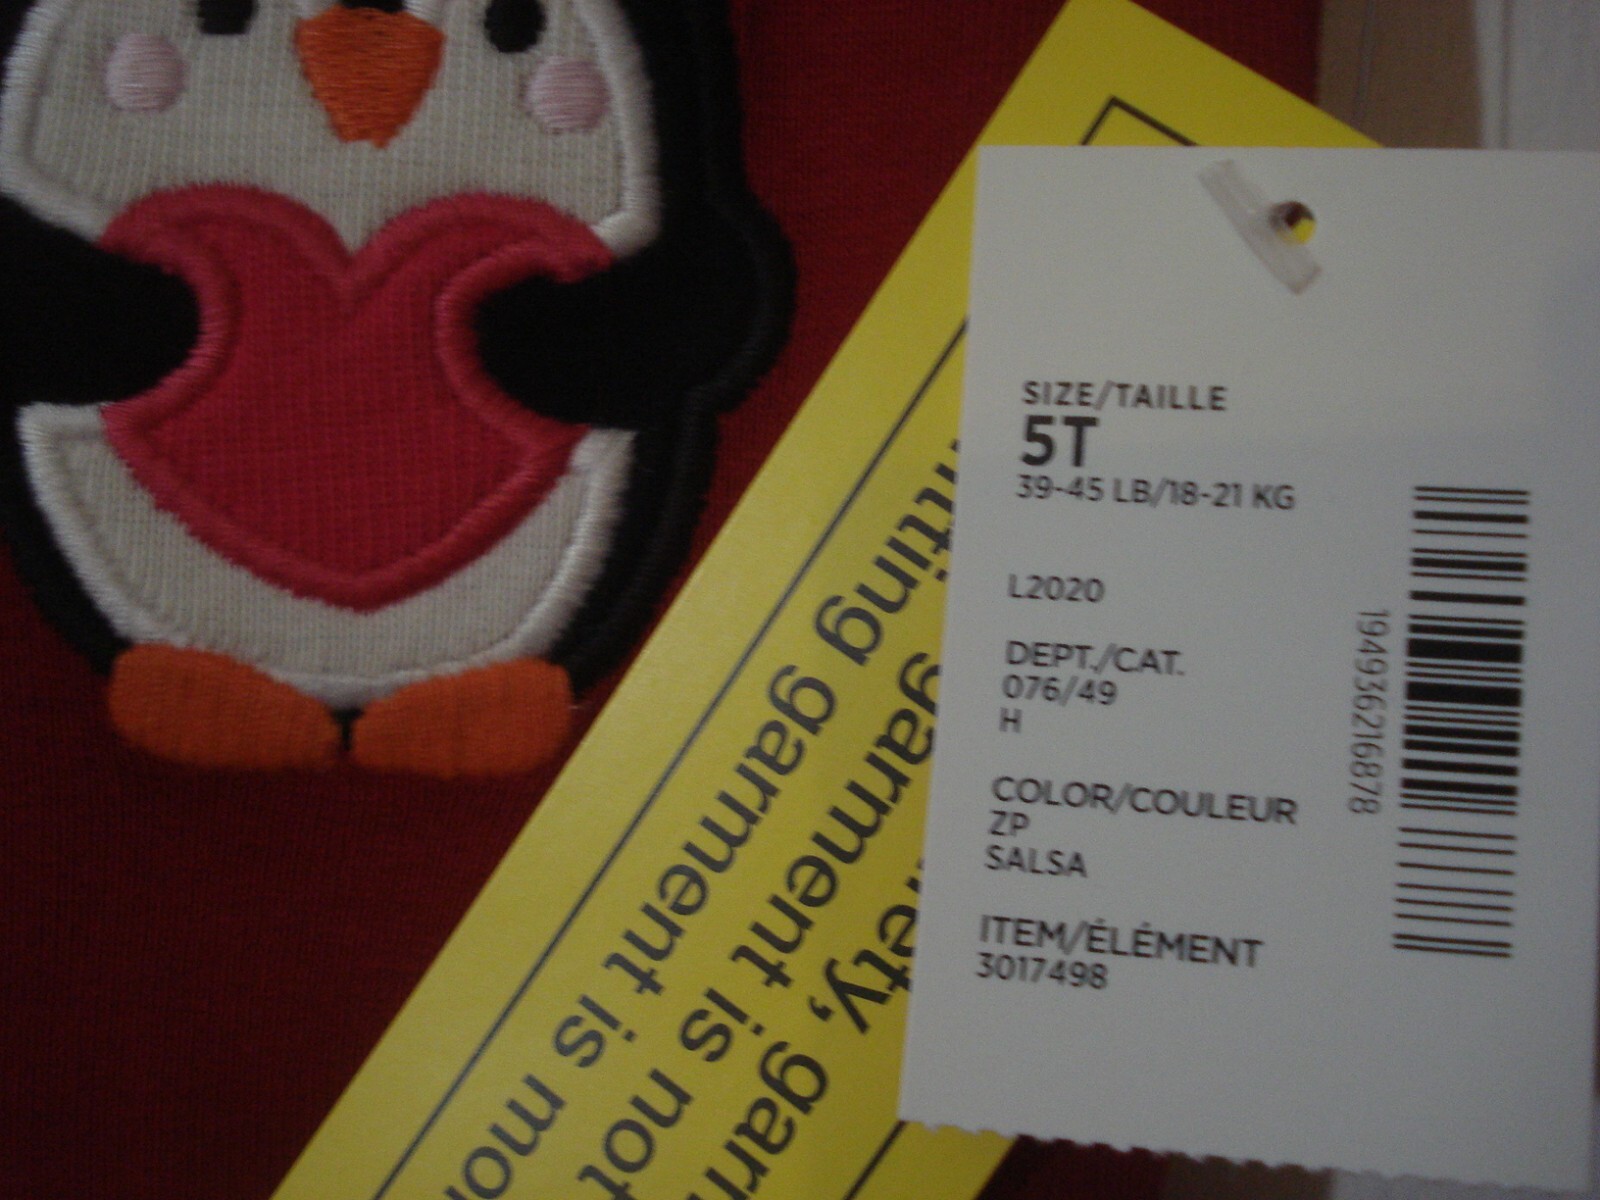 SIZE/TAILLE
5T
39-45 LB/18-21 KG
L2020
DEPT./CAT.
076/49
H
COLOR/COULEUR
ZP
SALSA
ITEM/ÉLÉMENT
3017498
194936216878
garment is
garment is not
itting garment